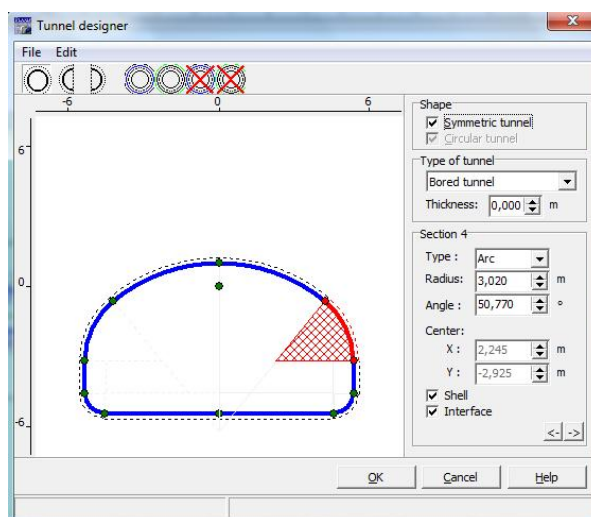 Tunnel designer
File Edit
-6 0 6
6
0
-6
Shape
Symmetric tunnel
Circular tunnel
Type of tunnel
Bored tunnel
Thickness: 0,000 m
Section 4
Type : Arc
Radius: 3,020 m
Angle : 50,770 °
Center:
X : 2,245 m
Y : -2,925 m
Shell
Interface
<- ->
OK Cancel Help